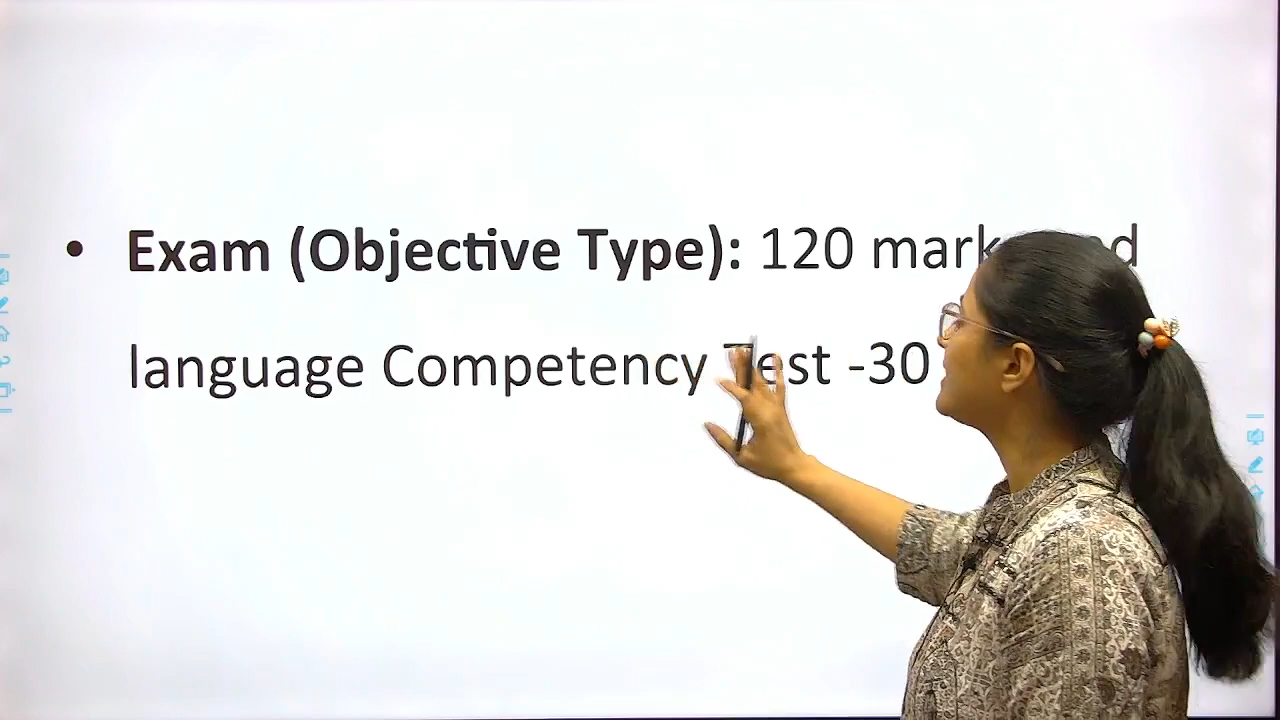 • Exam (Objective Type): 120
language Competency Test -30